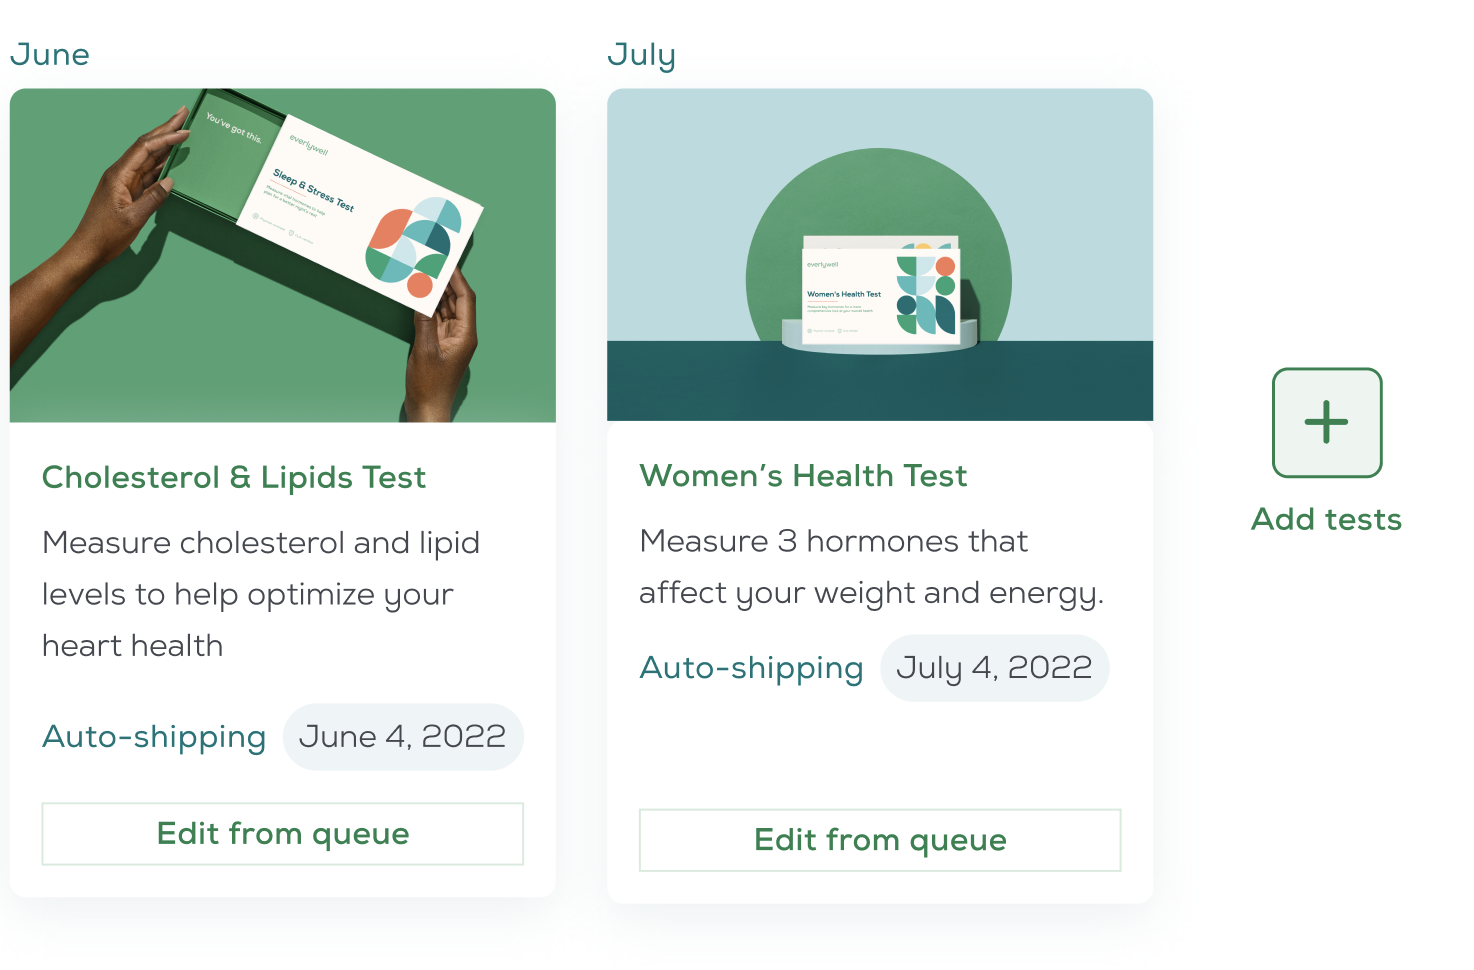 June
You've got this.
everlywell
Sleep & Stress Test
Cholesterol & Lipids Test
Measure cholesterol and lipid
levels to help optimize your
heart health
Auto-shipping June 4, 2022
Edit from queue
July
everlywell
Women's Health Test
Women's Health Test
Measure 3 hormones that
affect your weight and energy.
Auto-shipping July 4, 2022
Edit from queue
Add tests